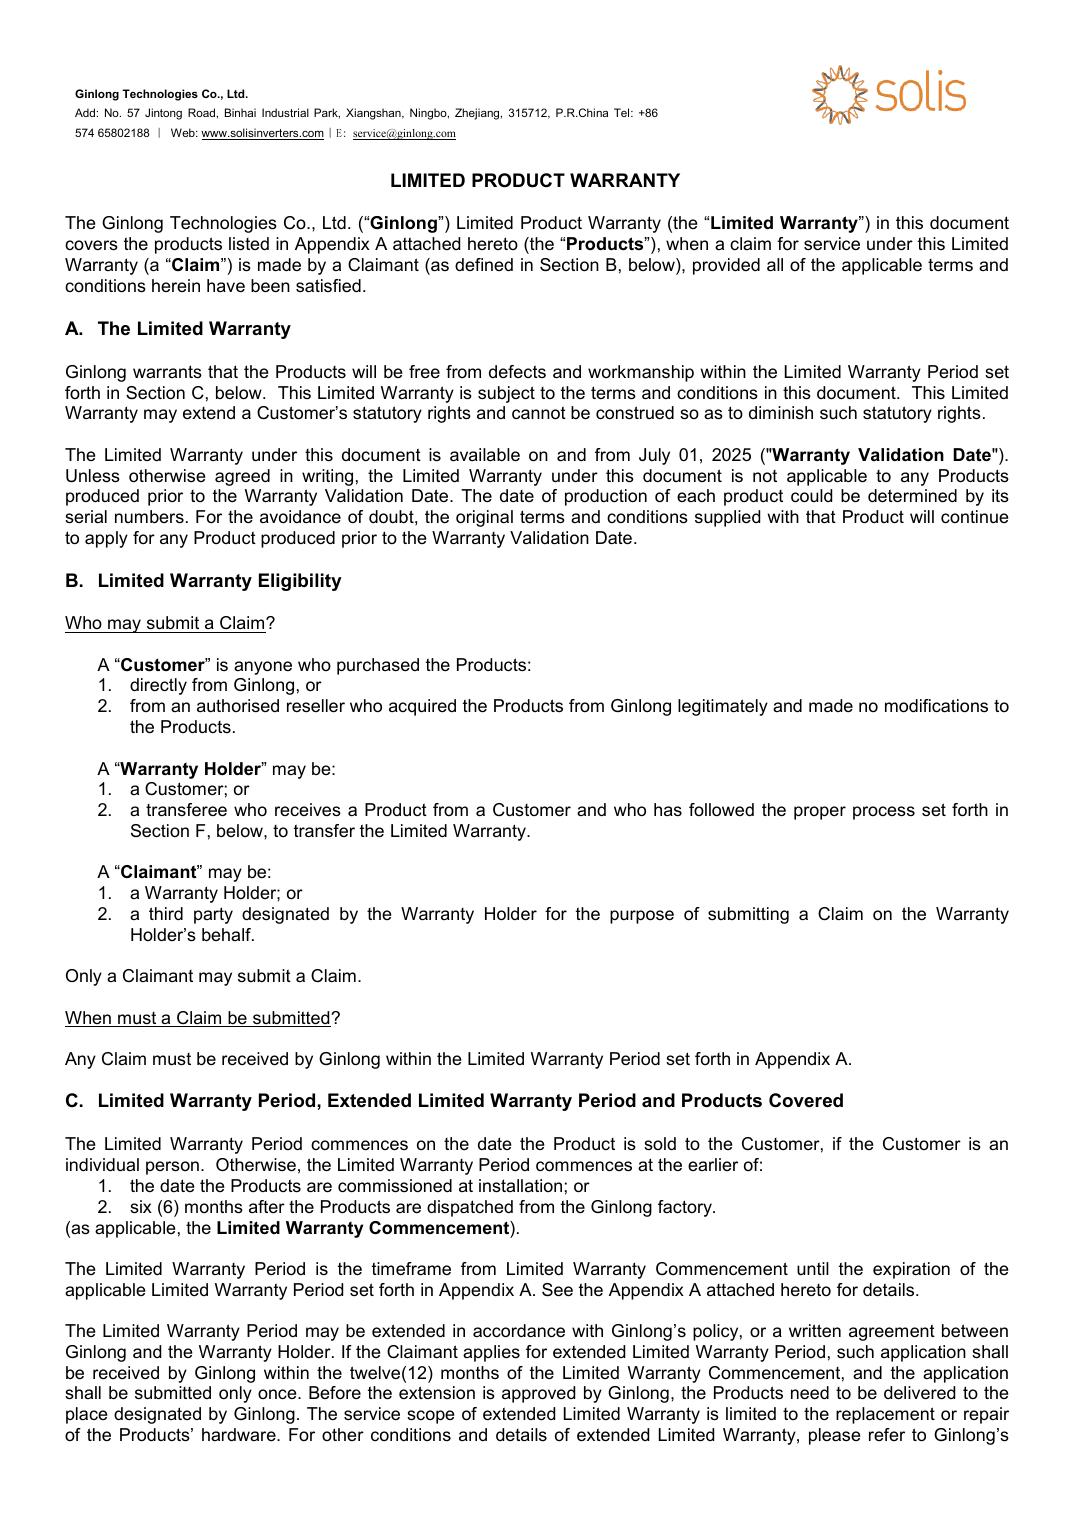 Ginlong Technologies Co., Ltd.
Add: No. 57 Jintong Road, Binhai Industrial Park, Xiangshan, Ningbo, Zhejiang, 315712, P.R.China Tel: +86
574 65802188 | Web: www.solisinverters.com | E: service@ginlong.com
solis
LIMITED PRODUCT WARRANTY
The Ginlong Technologies Co., Ltd. (“Ginlong”) Limited Product Warranty (the “Limited Warranty”) in this document
covers the products listed in Appendix A attached hereto (the “Products”), when a claim for service under this Limited
Warranty (a “Claim”) is made by a Claimant (as defined in Section B, below), provided all of the applicable terms and
conditions herein have been satisfied.
A. The Limited Warranty
Ginlong warrants that the Products will be free from defects and workmanship within the Limited Warranty Period set
forth in Section C, below. This Limited Warranty is subject to the terms and conditions in this document. This Limited
Warranty may extend a Customer’s statutory rights and cannot be construed so as to diminish such statutory rights.
The Limited Warranty under this document is available on and from July 01, 2025 ("Warranty Validation Date").
Unless otherwise agreed in writing, the Limited Warranty under this document is not applicable to any Products
produced prior to the Warranty Validation Date. The date of production of each product could be determined by its
serial numbers. For the avoidance of doubt, the original terms and conditions supplied with that Product will continue
to apply for any Product produced prior to the Warranty Validation Date.
B. Limited Warranty Eligibility
Who may submit a Claim?
A “Customer” is anyone who purchased the Products:
1. directly from Ginlong, or
2. from an authorised reseller who acquired the Products from Ginlong legitimately and made no modifications to
the Products.
A “Warranty Holder” may be:
1. a Customer; or
2. a transferee who receives a Product from a Customer and who has followed the proper process set forth in
Section F, below, to transfer the Limited Warranty.
A “Claimant” may be:
1. a Warranty Holder; or
2. a third party designated by the Warranty Holder for the purpose of submitting a Claim on the Warranty
Holder’s behalf.
Only a Claimant may submit a Claim.
When must a Claim be submitted?
Any Claim must be received by Ginlong within the Limited Warranty Period set forth in Appendix A.
C. Limited Warranty Period, Extended Limited Warranty Period and Products Covered
The Limited Warranty Period commences on the date the Product is sold to the Customer, if the Customer is an
individual person. Otherwise, the Limited Warranty Period commences at the earlier of:
1. the date the Products are commissioned at installation; or
2. six (6) months after the Products are dispatched from the Ginlong factory.
(as applicable, the Limited Warranty Commencement).
The Limited Warranty Period is the timeframe from Limited Warranty Commencement until the expiration of the
applicable Limited Warranty Period set forth in Appendix A. See the Appendix A attached hereto for details.
The Limited Warranty Period may be extended in accordance with Ginlong’s policy, or a written agreement between
Ginlong and the Warranty Holder. If the Claimant applies for extended Limited Warranty Period, such application shall
be received by Ginlong within the twelve(12) months of the Limited Warranty Commencement, and the application
shall be submitted only once. Before the extension is approved by Ginlong, the Products need to be delivered to the
place designated by Ginlong. The service scope of extended Limited Warranty is limited to the replacement or repair
of the Products’ hardware. For other conditions and details of extended Limited Warranty, please refer to Ginlong’s